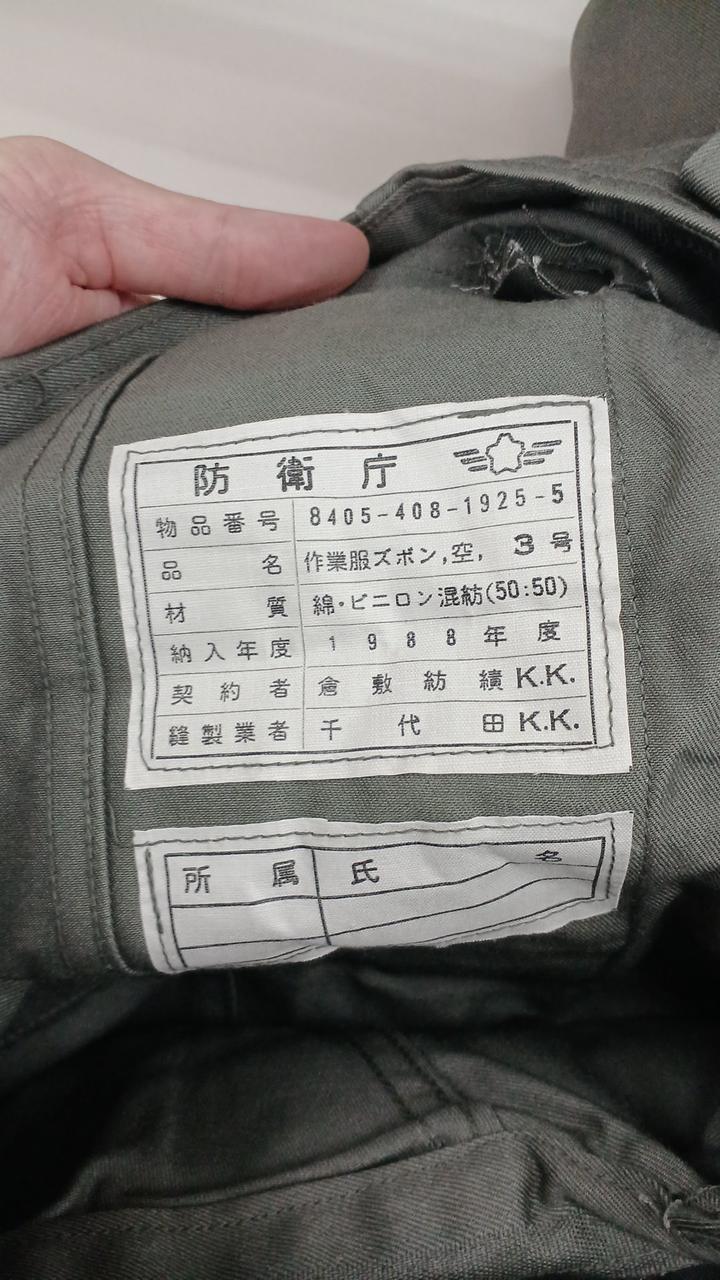 防衛庁
物品番号 8405-408-1925-5
品名 作業服ズボン,空, 3号
材質 綿・ビニロン混紡(50:50)
納入年度 1988年度
契約者 倉敷紡績K.K.
縫製業者 千代田K.K.
所属 氏名